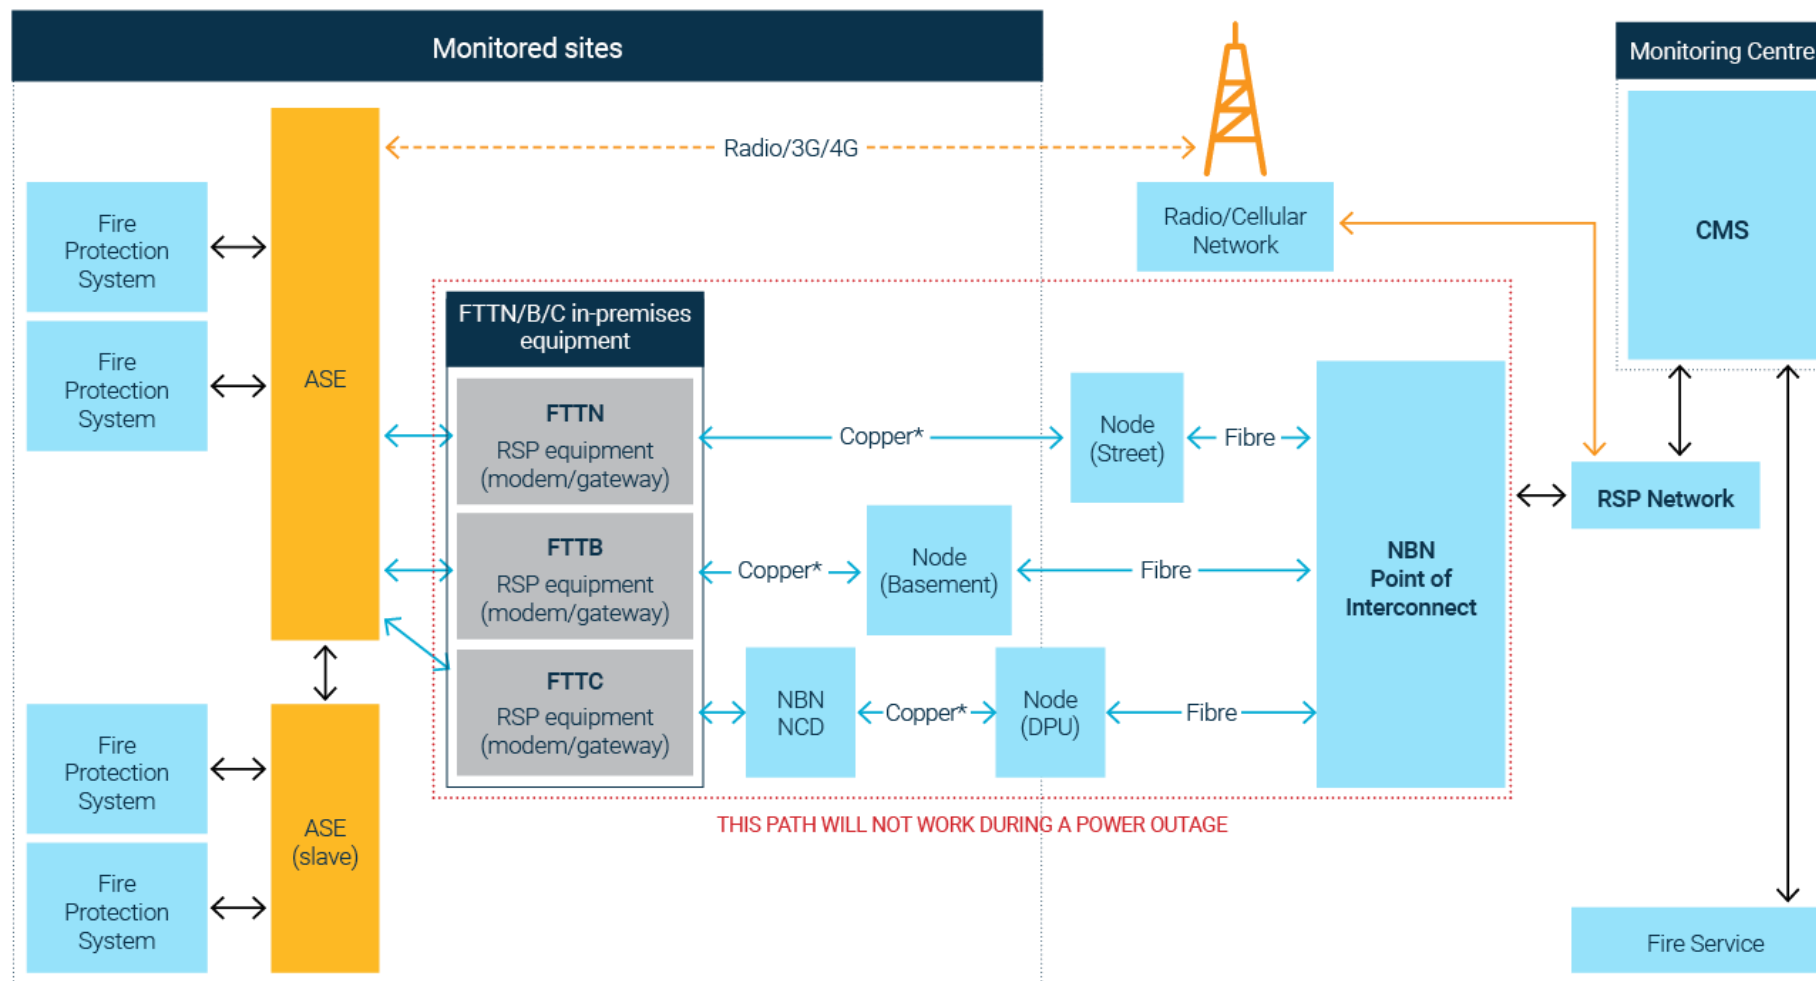 Monitored sites
Monitoring Centre
Radio/3G/4G
CMS
Radio/Cellular
Network
Fire
Protection
System
Fire
Protection
System
ASE
FTTN/B/C in-premises
equipment
FTTN
RSP equipment
(modem/gateway)
Copper*
Node
(Street)
Fibre
FTTB
RSP equipment
(modem/gateway)
Copper*
Node
(Basement)
Fibre
FTTC
RSP equipment
(modem/gateway)
NBN
NCD
Copper*
Node
(DPU)
Fibre
NBN
Point of
Interconnect
RSP Network
THIS PATH WILL NOT WORK DURING A POWER OUTAGE
Fire
Protection
System
Fire
Protection
System
ASE
(slave)
Fire Service